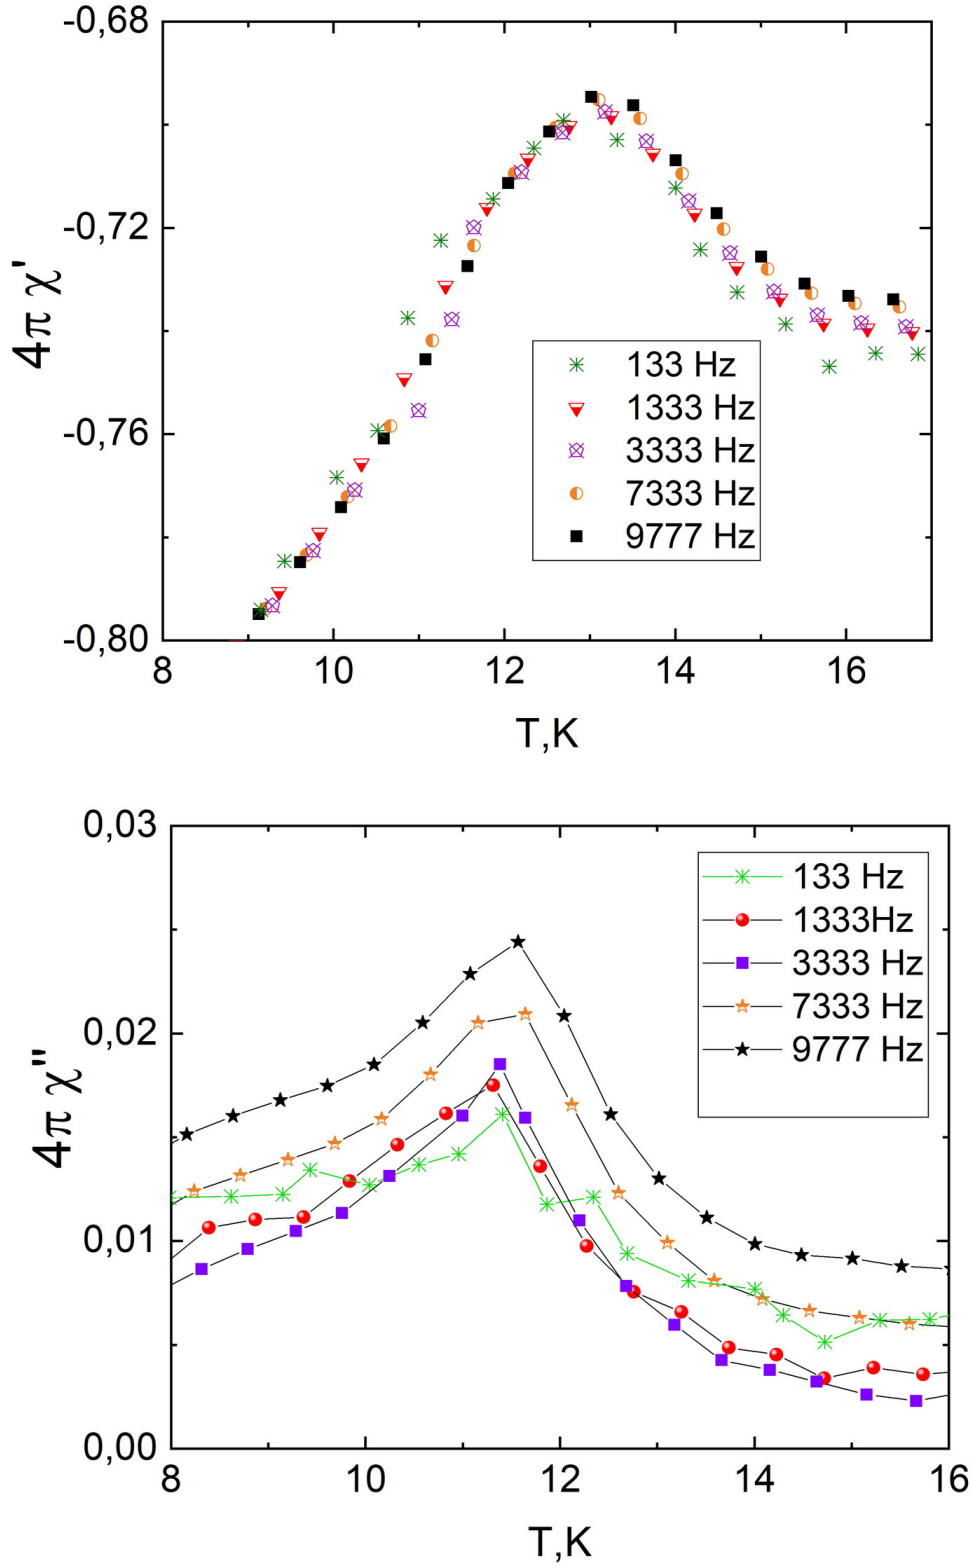 -0,68
-0,72
-0,76
-0,80
4π χ'
133 Hz
1333 Hz
3333 Hz
7333 Hz
9777 Hz
8 10 12 14 16
T,K
0,03
0,02
0,01
0,00
4π χ''
133 Hz
1333Hz
3333 Hz
7333 Hz
9777 Hz
8 10 12 14 16
T,K